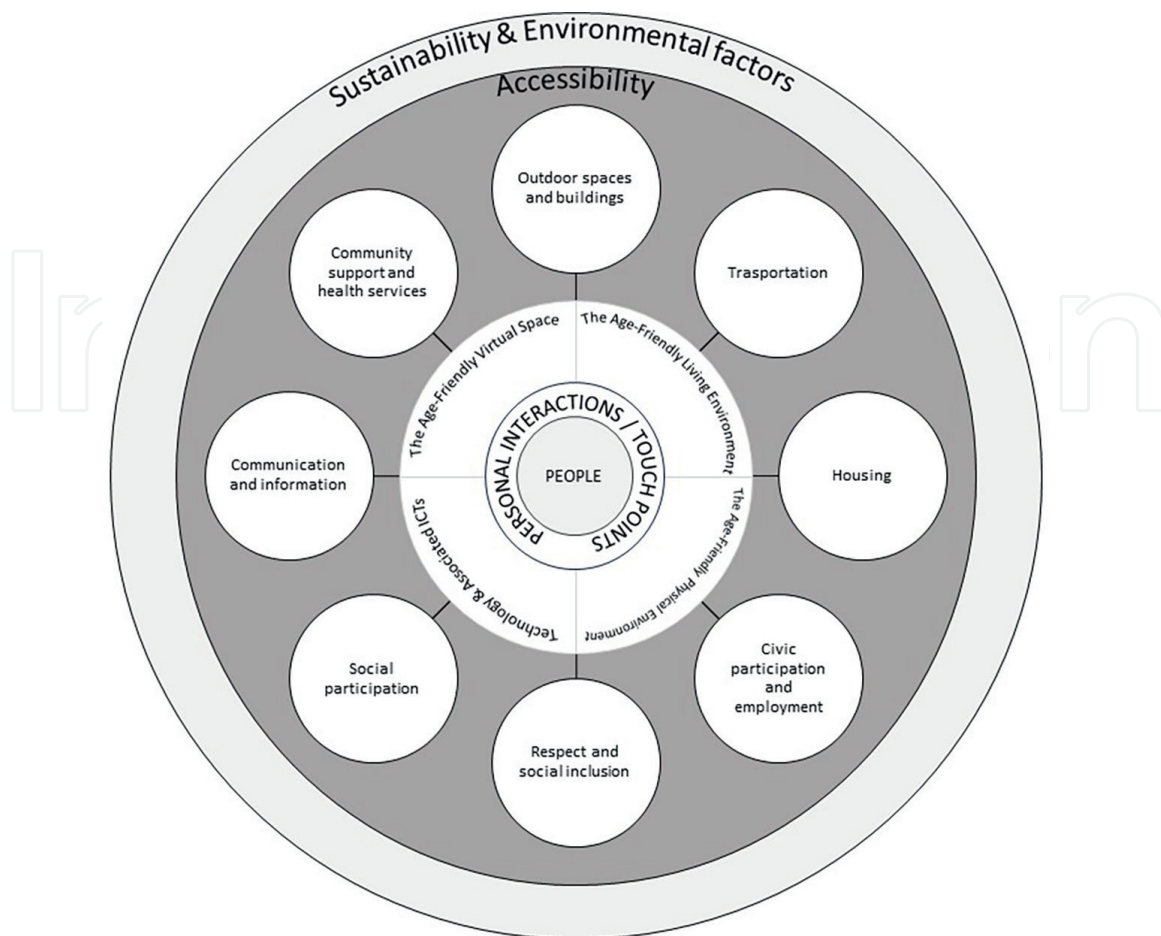 Sustainability & Environmental factors
Accessibility
Outdoor spaces
and buildings
Trasportation
Housing
Civic
participation
and
employment
Respect and
social inclusion
Social
participation
Communication
and information
Community
support and
health services
The Age-Friendly Virtual Space
The Age-Friendly Living Environment
The Age-Friendly Physical Environment
Technology & Associated ICTs
PERSONAL INTERACTIONS / TOUCH POINTS
PEOPLE